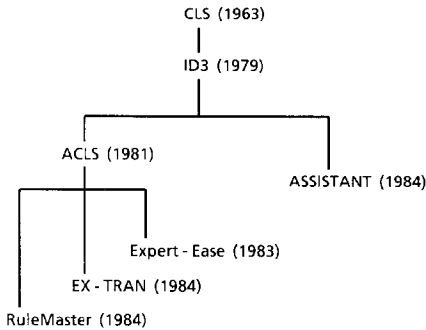 CLS (1963)
ID3 (1979)
ACLS (1981)
ASSISTANT (1984)
Expert-Ease (1983)
EX-TRAN (1984)
RuleMaster (1984)